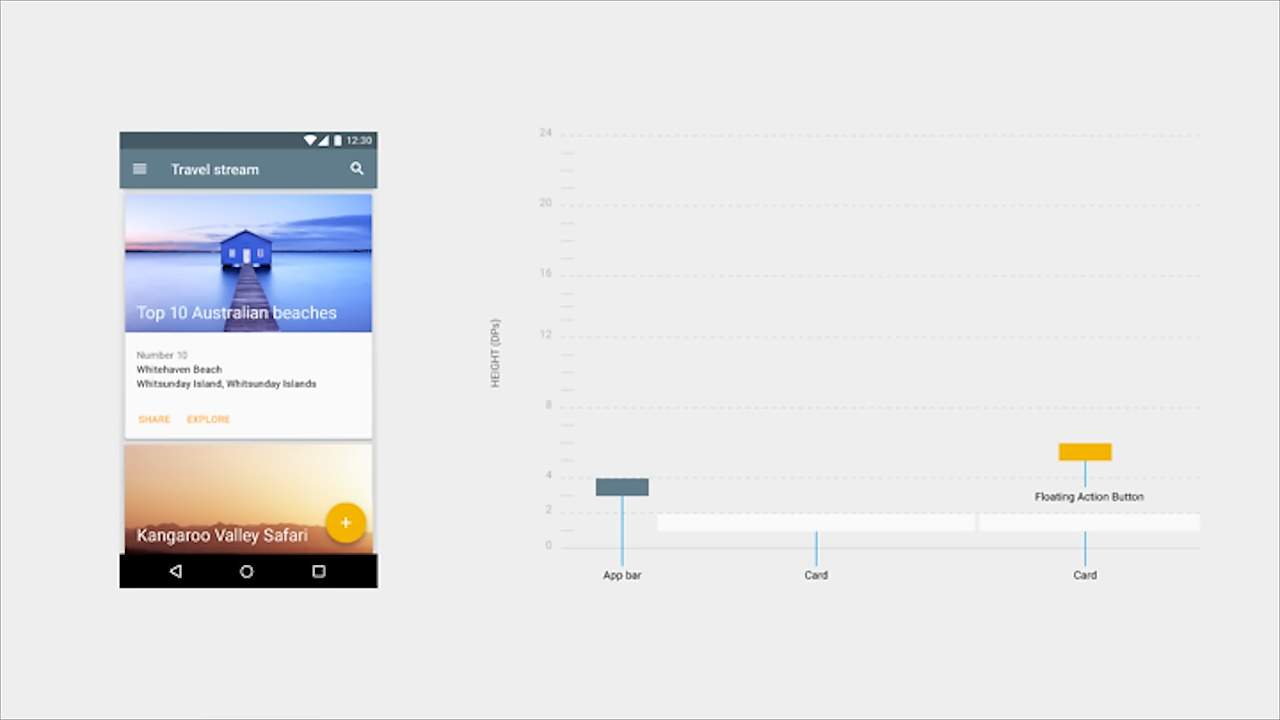 12:30
Travel stream
Top 10 Australian beaches
Number 10
Whitehaven Beach
Whitsunday Island, Whitsunday Islands
SHARE EXPLORE
Kangaroo Valley Safari
+
HEIGHT (DPs)
24
20
16
12
8
4
2
0
Floating Action Button
App bar
Card
Card